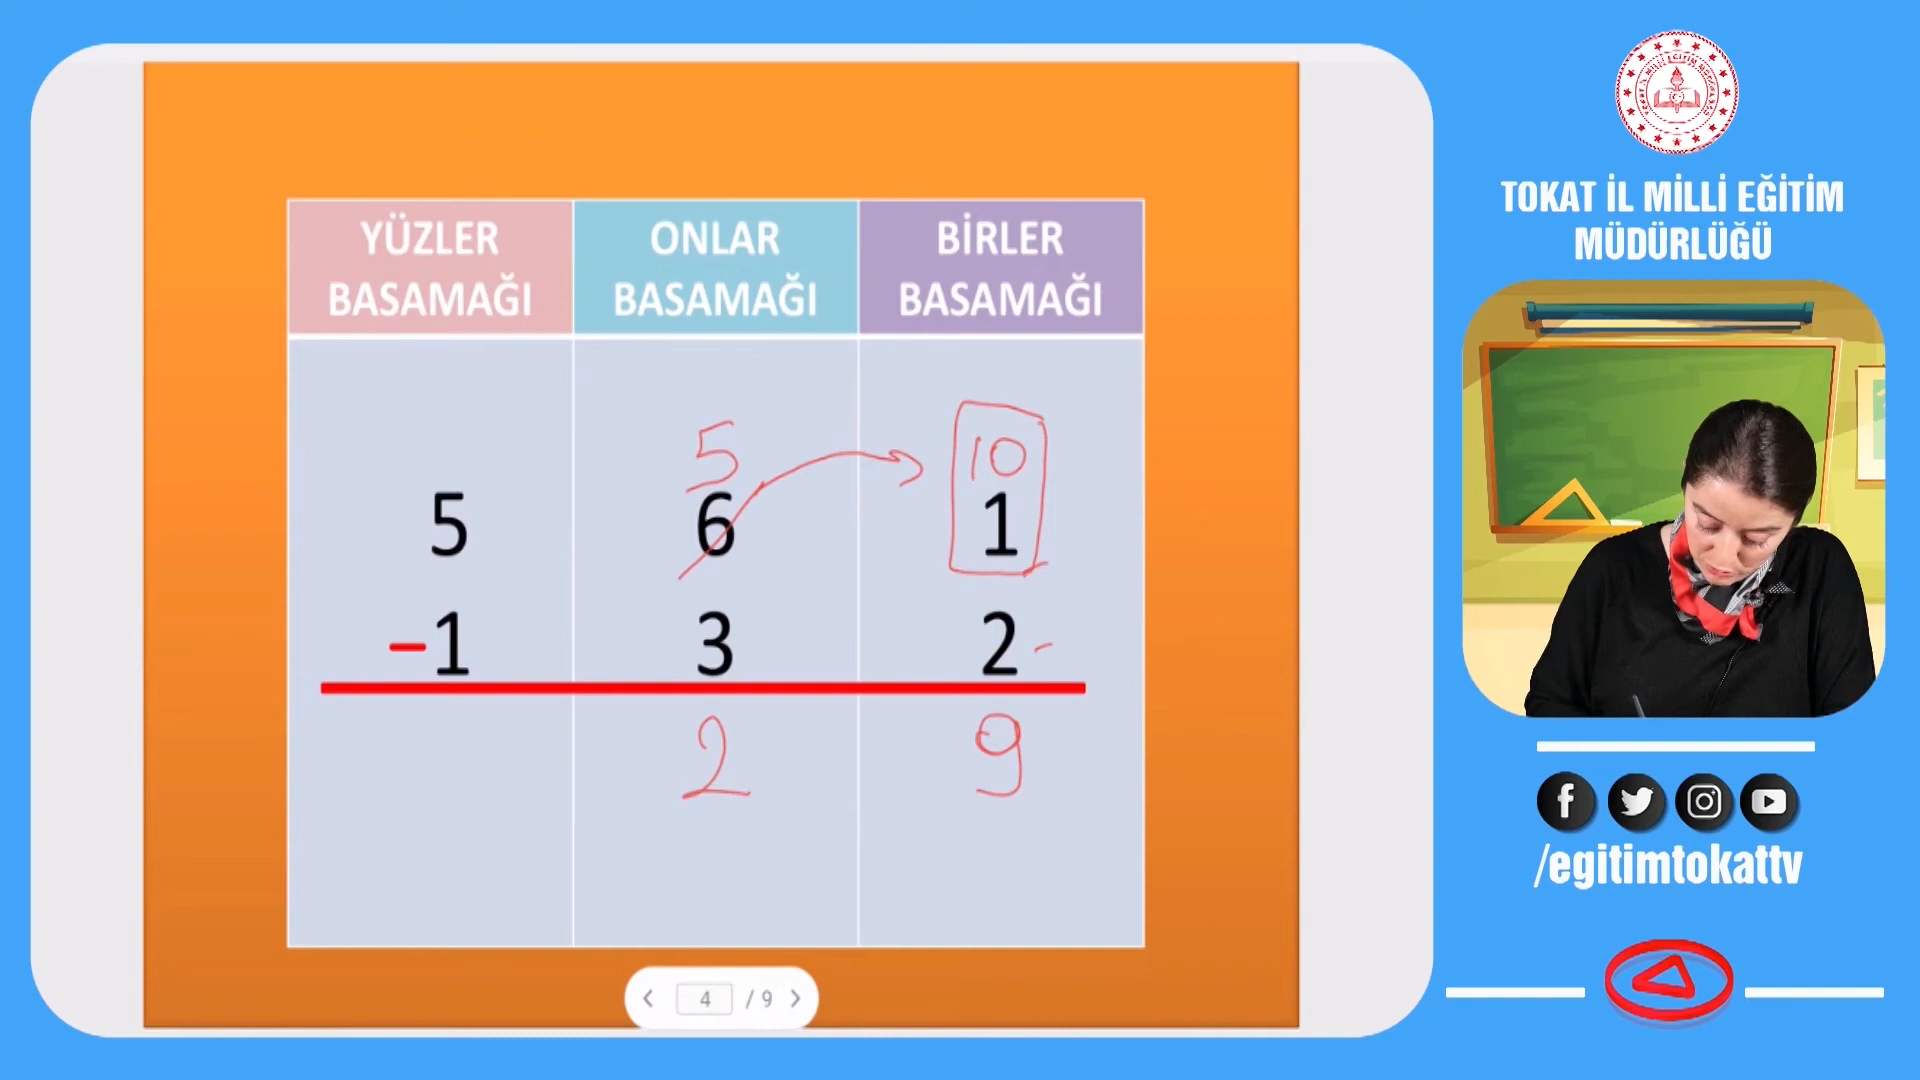 YÜZLER
BASAMAĞI
ONLAR
BASAMAĞI
BİRLER
BASAMAĞI
5 10
5 6 1
-1 3 2 -
2 9
4 / 9
TOKAT İL MİLLİ EĞİTİM
MÜDÜRLÜĞÜ
/egitimtokattv